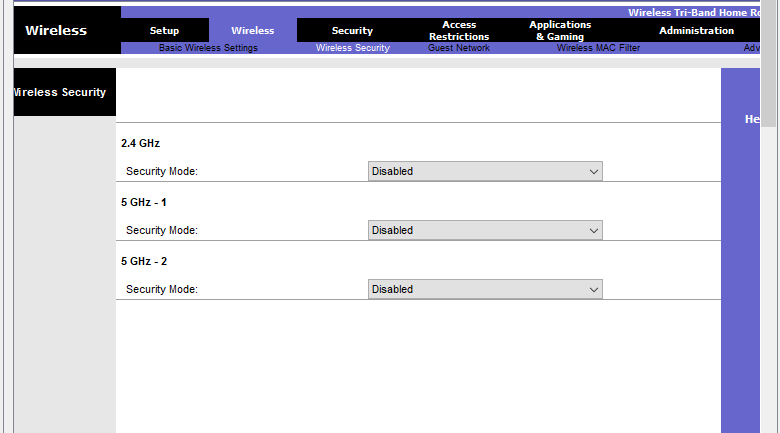 Wireless Tri-Band Home Ro
Wireless
Setup Wireless Security Access Restrictions Applications & Gaming Administration
Basic Wireless Settings Wireless Security Guest Network Wireless MAC Filter Adv
Wireless Security
He
2.4 GHz
Security Mode: Disabled
5 GHz - 1
Security Mode: Disabled
5 GHz - 2
Security Mode: Disabled